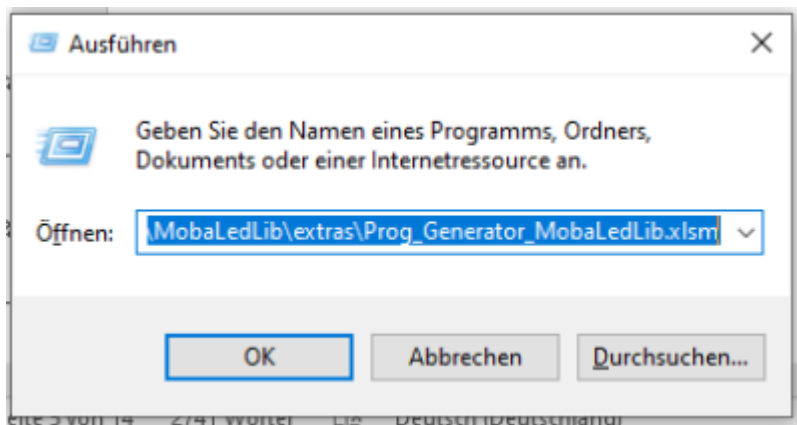 Ausführen
Geben Sie den Namen eines Programms, Ordners,
Dokuments oder einer Internetressource an.
Öffnen: \MobaLedLib\extras\Prog_Generator_MobaLedLib.xlsm
OK Abbrechen Durchsuchen...